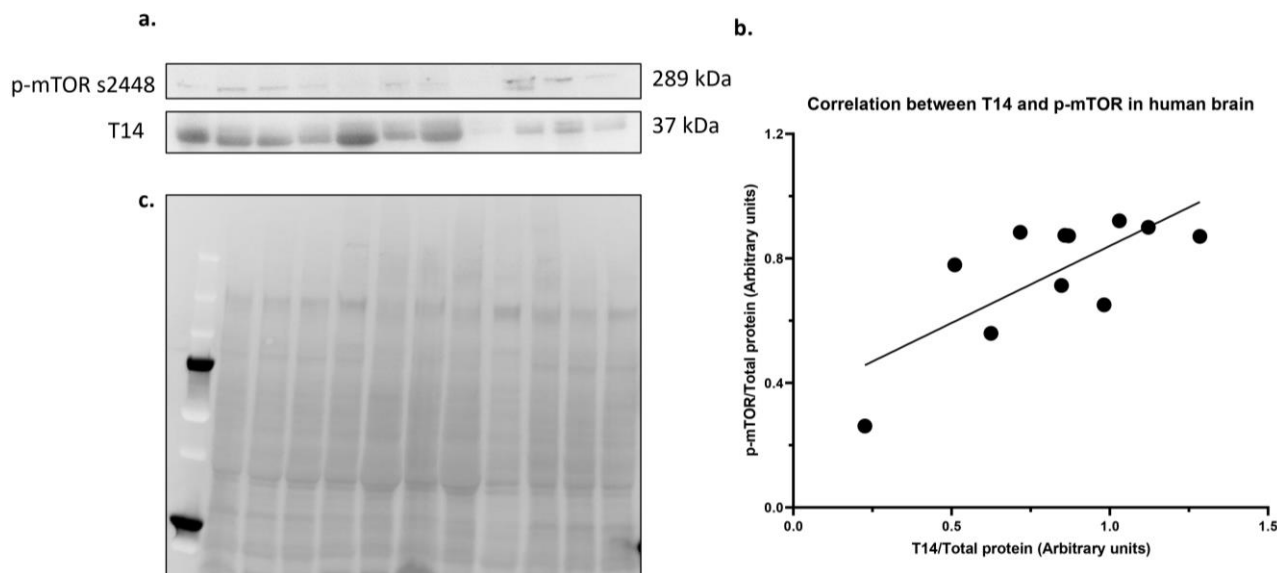 a.
p-mTOR s2448
289 kDa
T14
37 kDa
c.
b.
Correlation between T14 and p-mTOR in human brain
p-mTOR/Total protein (Arbitrary units)
1.2
0.8
0.4
0.0
0.0
0.5
1.0
1.5
T14/Total protein (Arbitrary units)